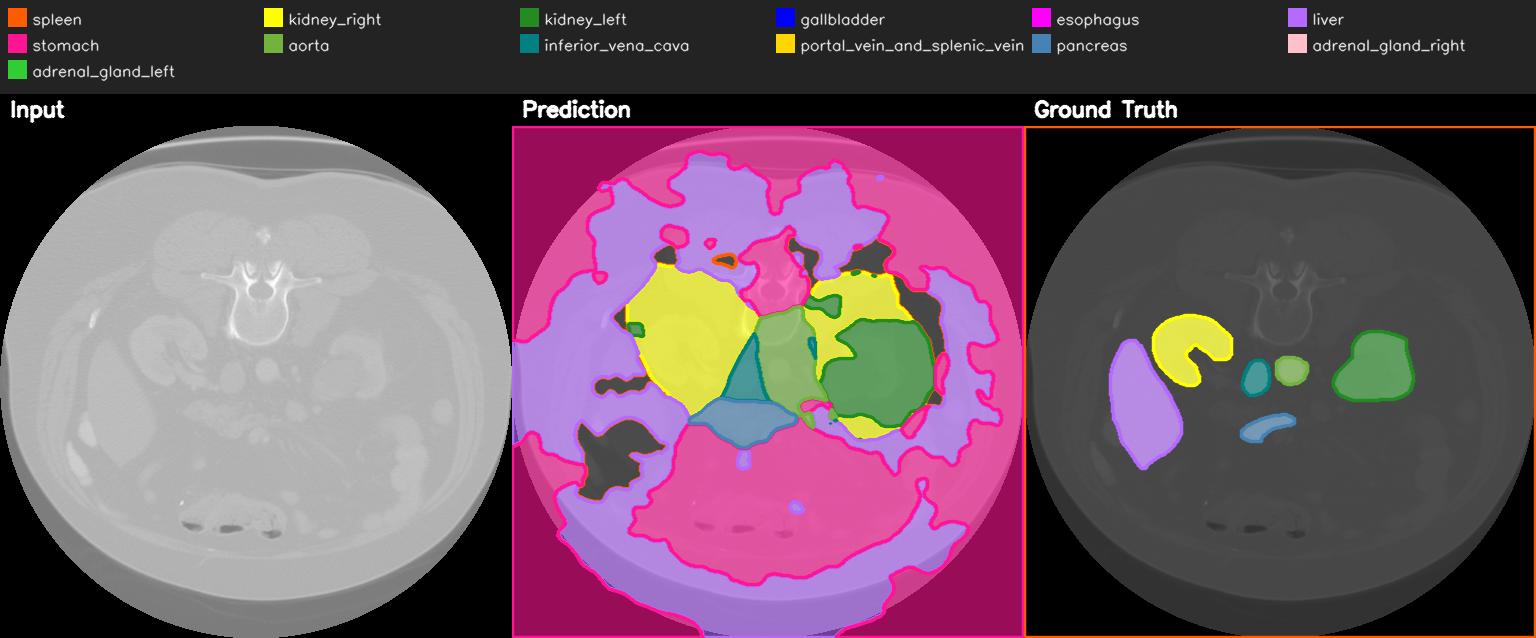 spleen kidney_right kidney_left gallbladder esophagus liver
stomach aorta inferior_vena_cava portal_vein_and_splenic_vein pancreas adrenal_gland_right
adrenal_gland_left
Input Prediction Ground Truth